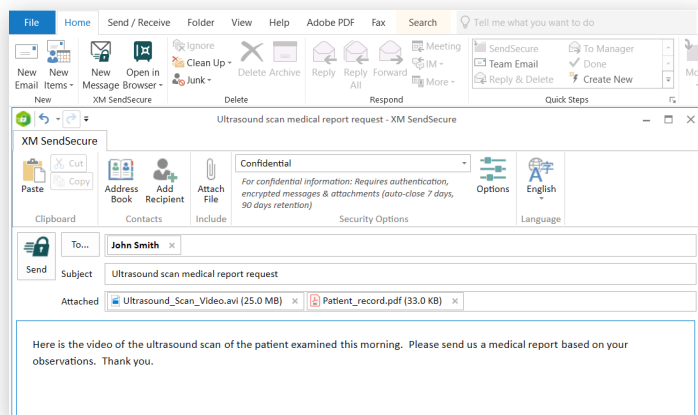 File Home Send / Receive Folder View Help Adobe PDF Fax Search Tell me what you want to do
Ignore
Clean Up
Junk
New Email
New Items
New Message
Open in Browser
Delete Archive
Reply Reply All Forward
Meeting
IM
More
SendSecure
Team Email
Reply & Delete
To Manager
Done
Create New
New XM SendSecure Delete Respond Quick Steps
Ultrasound scan medical report request - XM SendSecure
XM SendSecure
Paste
Cut
Copy
Address Book
Add Recipient
Attach File
Confidential
For confidential information: Requires authentication,
encrypted messages & attachments (auto-close 7 days,
90 days retention)
Options
English
Clipboard Contacts Include Security Options Language
Send
To... John Smith
Subject Ultrasound scan medical report request
Attached Ultrasound_Scan_Video.avi (25.0 MB) Patient_record.pdf (33.0 KB)
Here is the video of the ultrasound scan of the patient examined this morning. Please send us a medical report based on your
observations. Thank you.